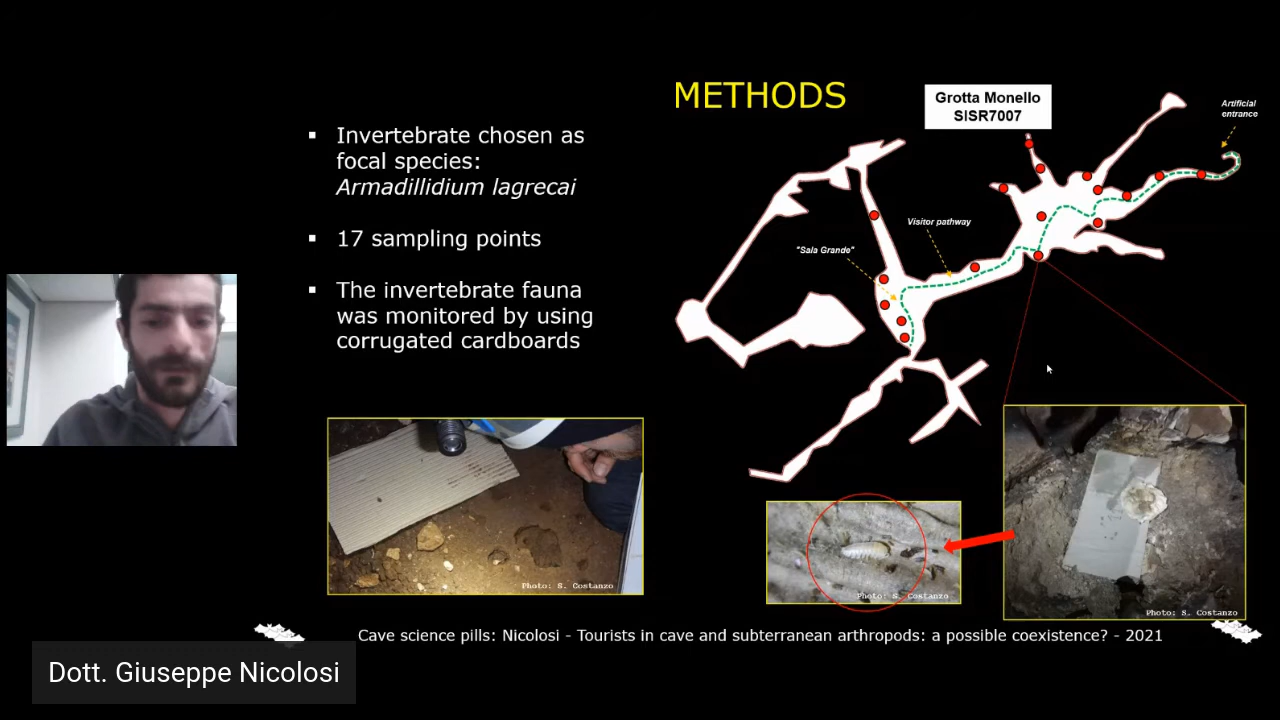 METHODS
Grotta Monello
SISR7007
Artificial
entrance
▪ Invertebrate chosen as
focal species:
Armadillidium lagrecai
▪ 17 sampling points
▪ The invertebrate fauna
was monitored by using
corrugated cardboards
Visitor pathway
"Sala Grande"
Photo: S. Costanzo
Photo: S. Costanzo
Photo: S. Costanzo
Cave science pills: Nicolosi - Tourists in cave and subterranean arthropods: a possible coexistence? - 2021
Dott. Giuseppe Nicolosi